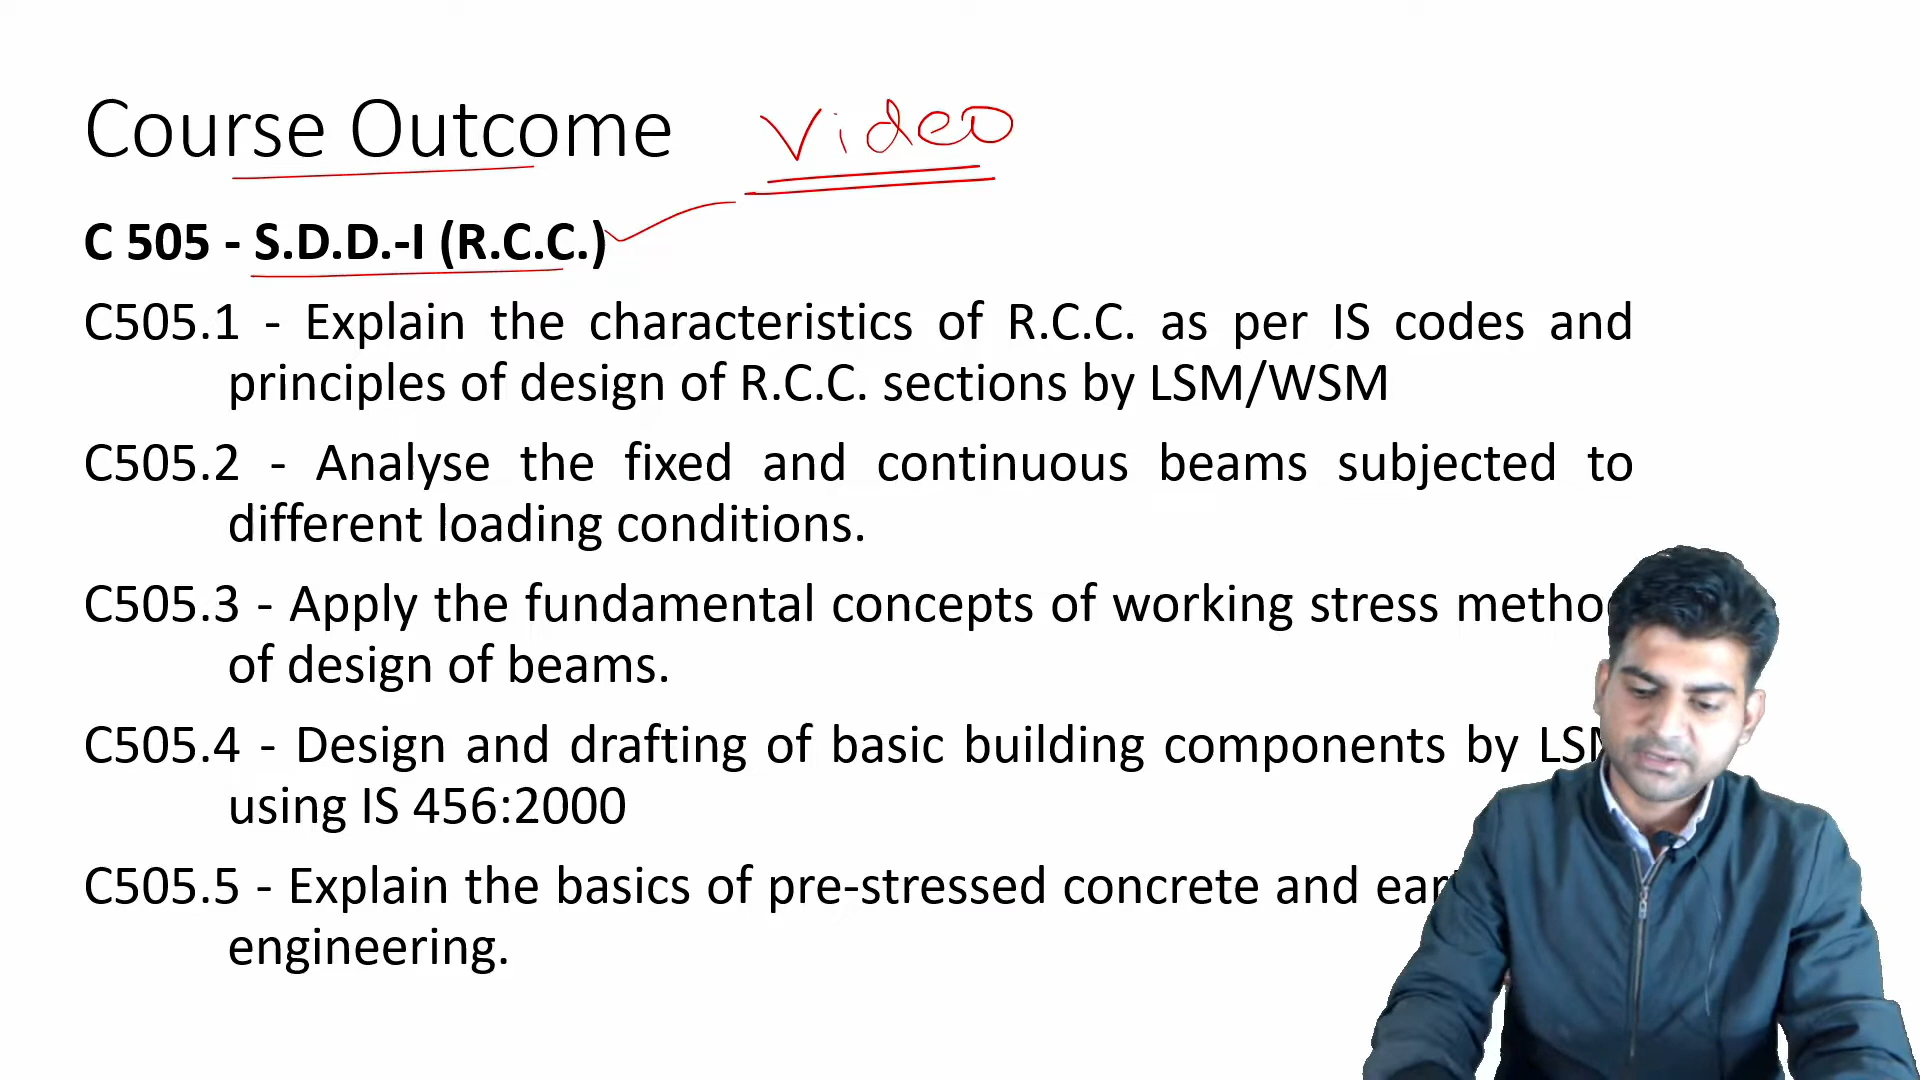 Course Outcome Video
C 505 - S.D.D.-I (R.C.C.)
C505.1 - Explain the characteristics of R.C.C. as per IS codes and
principles of design of R.C.C. sections by LSM/WSM
C505.2 - Analyse the fixed and continuous beams subjected to
different loading conditions.
C505.3 - Apply the fundamental concepts of working stress
of design of beams.
C505.4 - Design and drafting of basic building components by
using IS 456:2000
C505.5 - Explain the basics of pre-stressed concrete and
engineering.